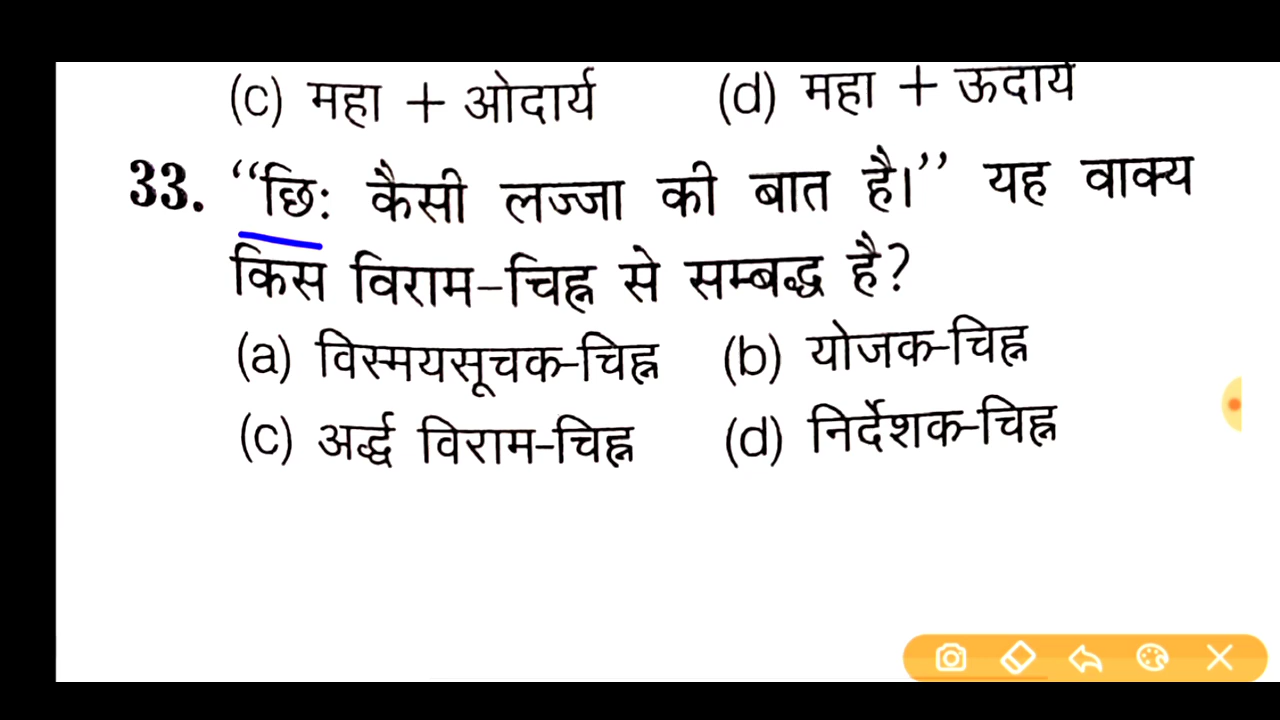 (c) महा + ओदार्य (d) महा + ऊदार्य
33. “छि: कैसी लज्जा की बात है।” यह वाक्य
किस विराम-चिह्न से सम्बद्ध है?
(a) विस्मयसूचक-चिह्न (b) योजक-चिह्न
(c) अर्द्ध विराम-चिह्न (d) निर्देशक-चिह्न